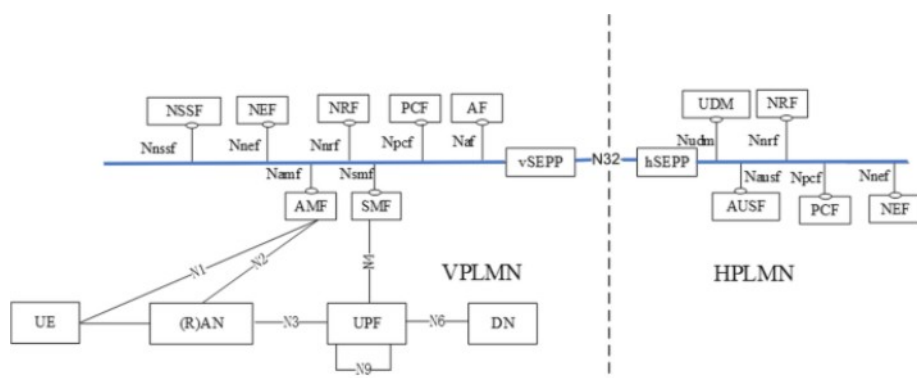 UDM NRF
NSSF NEF NRF PCF AF
Nnssf Nnef Nnrf Npcf Naf Nudm Nnrf
vSEPP N32 hSEPP
Namf Nsmf Nausf Npcf Nnef
AMF SMF AUSF PCF NEF
N1 N2 N4
VPLMN HPLMN
UE (R)AN N3 UPF N6 DN
N9